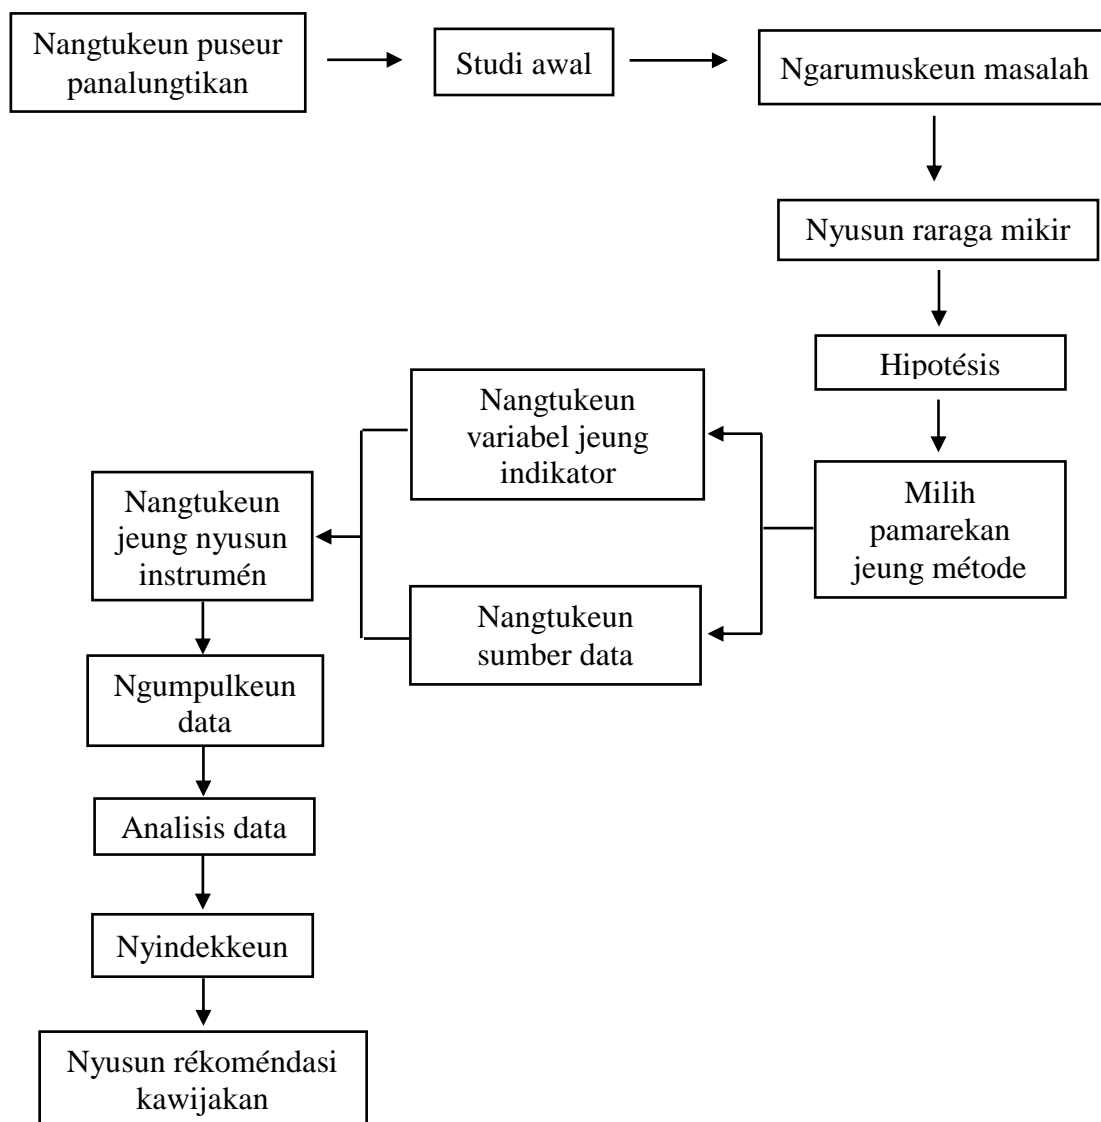 Nangtukeun puseur
panalungtikan
Studi awal
Ngarumuskeun masalah
Nyusun raraga mikir
Hipotésis
Milih
pamarekan
jeung métode
Nangtukeun
variabel jeung
indikator
Nangtukeun
sumber data
Nangtukeun
jeung nyusun
instrumén
Ngumpulkeun
data
Analisis data
Nyindekkeun
Nyusun rékoméndasi
kawijakan